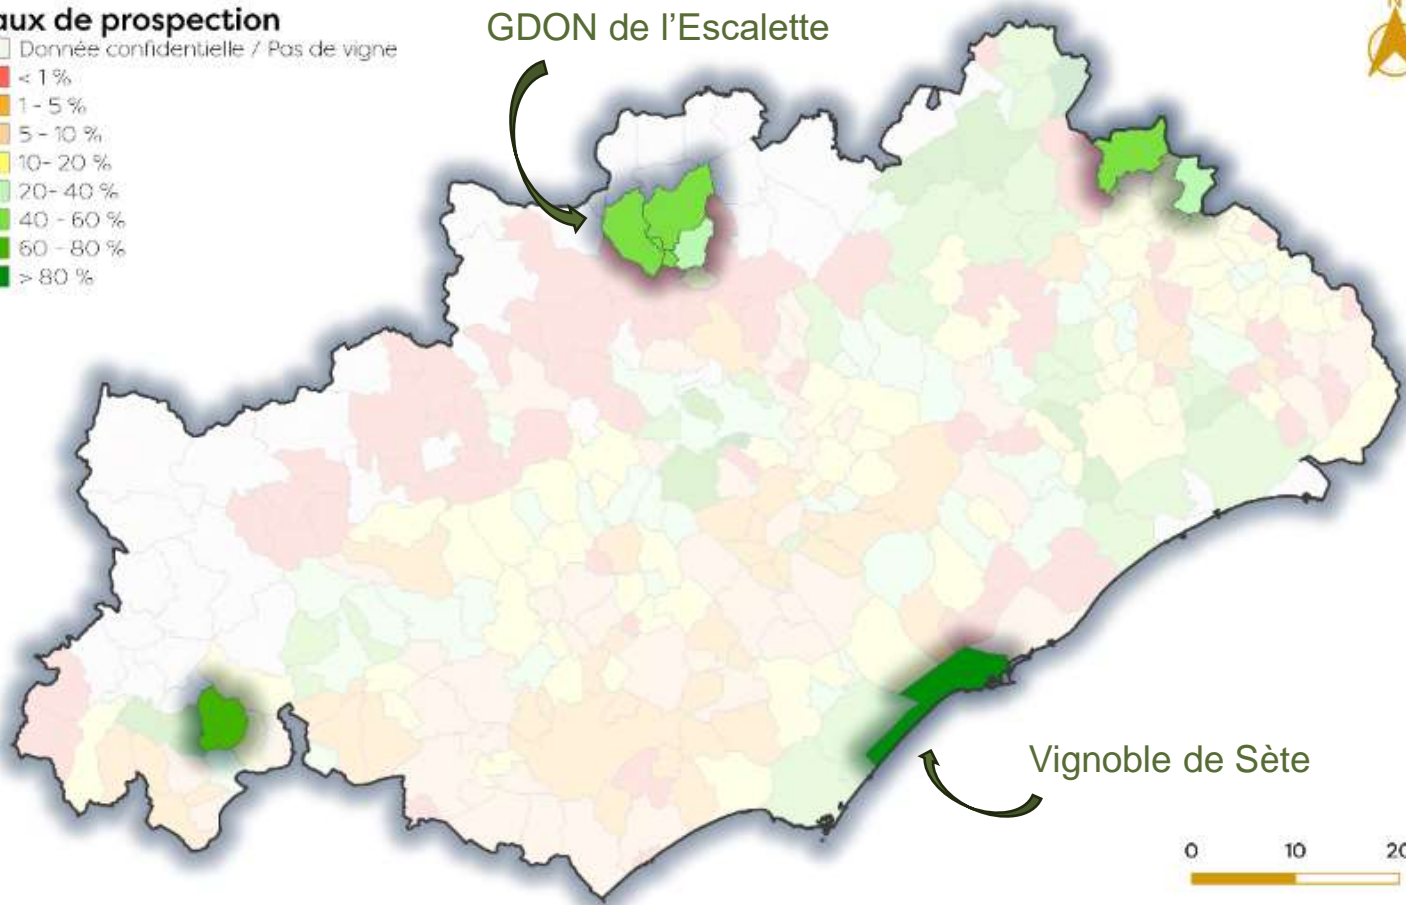 aux de prospection
Donnée confidentielle / Pas de vigne
< 1 %
1 - 5 %
5 - 10 %
10- 20 %
20- 40 %
40 - 60 %
60 - 80 %
> 80 %
GDON de l'Escalette
N
Vignoble de Sète
0 10 20